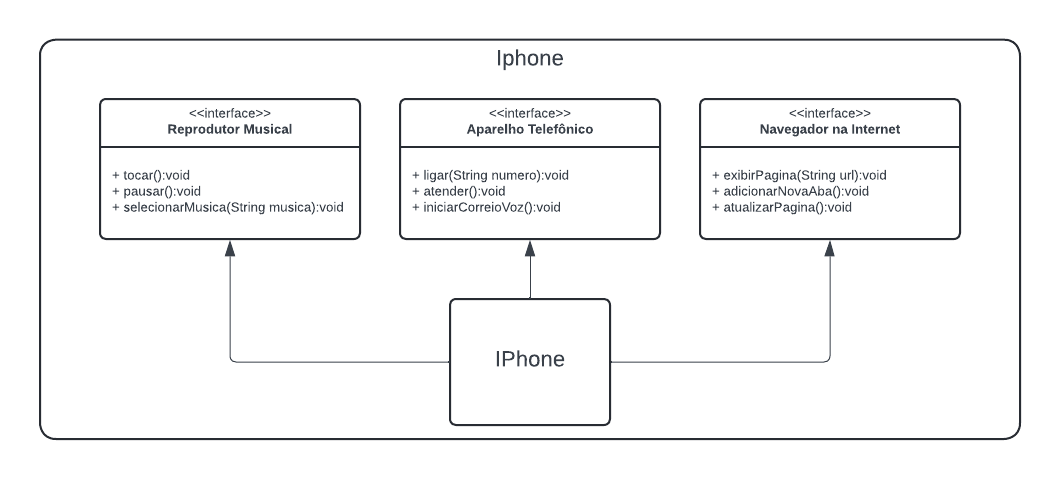 Iphone
<<interface>>
Reprodutor Musical
+ tocar():void
+ pausar():void
+ selecionarMusica(String musica):void
<<interface>>
Aparelho Telefônico
+ ligar(String numero):void
+ atender():void
+ iniciarCorreioVoz():void
<<interface>>
Navegador na Internet
+ exibirPagina(String url):void
+ adicionarNovaAba():void
+ atualizarPagina():void
IPhone